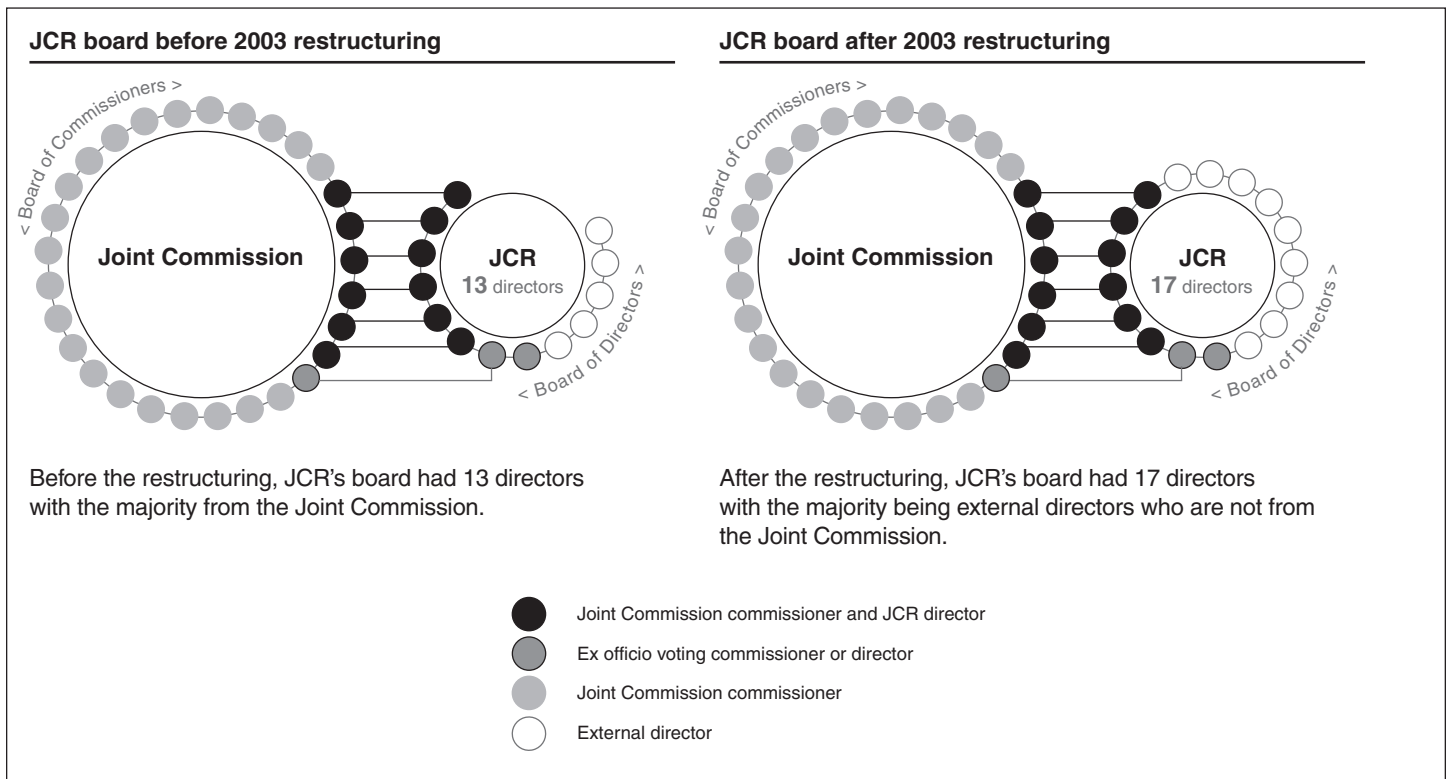 JCR board before 2003 restructuring
< Board of Commissioners >
Joint Commission
JCR
13 directors
< Board of Directors >
Before the restructuring, JCR's board had 13 directors
with the majority from the Joint Commission.
JCR board after 2003 restructuring
< Board of Commissioners >
Joint Commission
JCR
17 directors
< Board of Directors >
After the restructuring, JCR's board had 17 directors
with the majority being external directors who are not from
the Joint Commission.
Joint Commission commissioner and JCR director
Ex officio voting commissioner or director
Joint Commission commissioner
External director